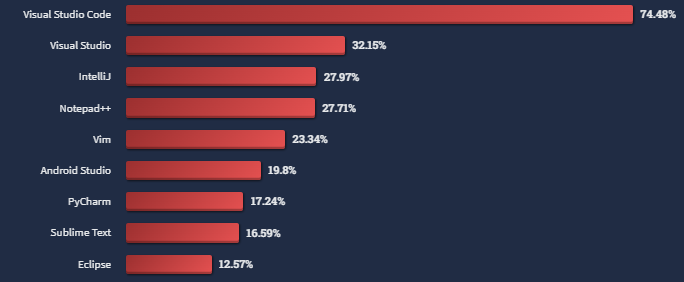 Visual Studio Code 74.48%
Visual Studio 32.15%
IntelliJ 27.97%
Notepad++ 27.71%
Vim 23.34%
Android Studio 19.8%
PyCharm 17.24%
Sublime Text 16.59%
Eclipse 12.57%